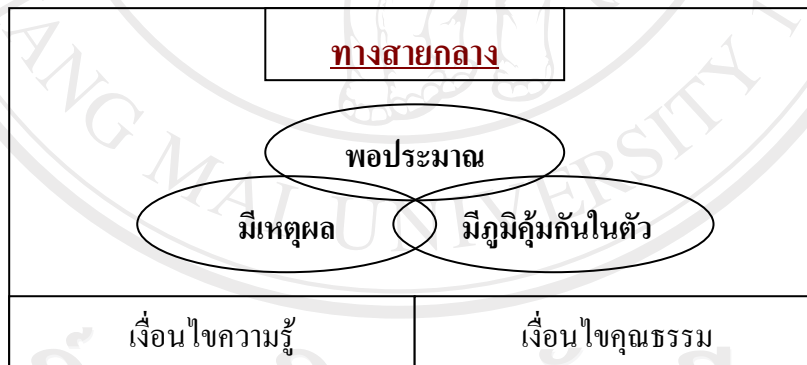 ทางสายกลาง
พอประมาณ
มีเหตุผล มีภูมิคุ้มกันในตัว
เงื่อนไขความรู้ เงื่อนไขคุณธรรม
ANG MAI UNIVERSITY